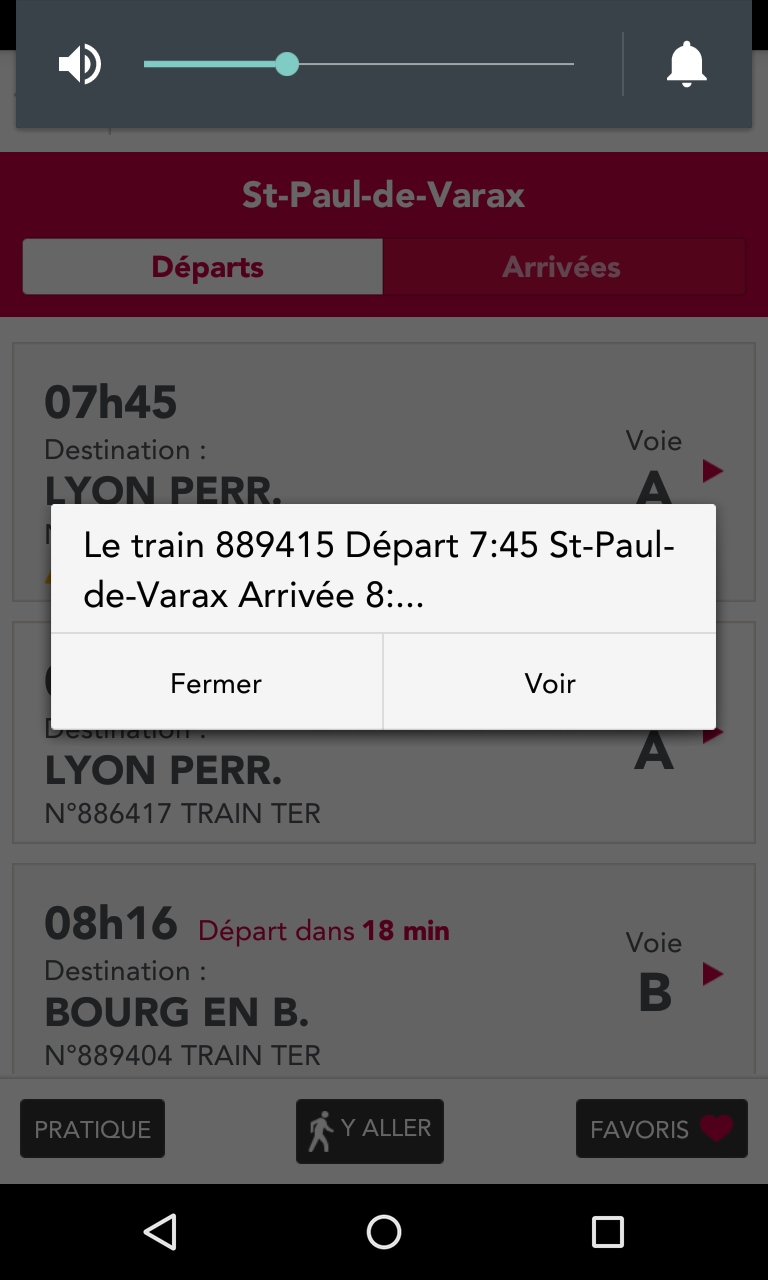 St-Paul-de-Varax
Départs
Arrivées
07h45
Destination :
LYON PERR.
Voie
A
Le train 889415 Départ 7:45 St-Paul-
de-Varax Arrivée 8:...
Fermer
Voir
Destination :
LYON PERR.
N°886417 TRAIN TER
A
08h16 Départ dans 18 min
Destination :
BOURG EN B.
N°889404 TRAIN TER
Voie
B
PRATIQUE
Y ALLER
FAVORIS